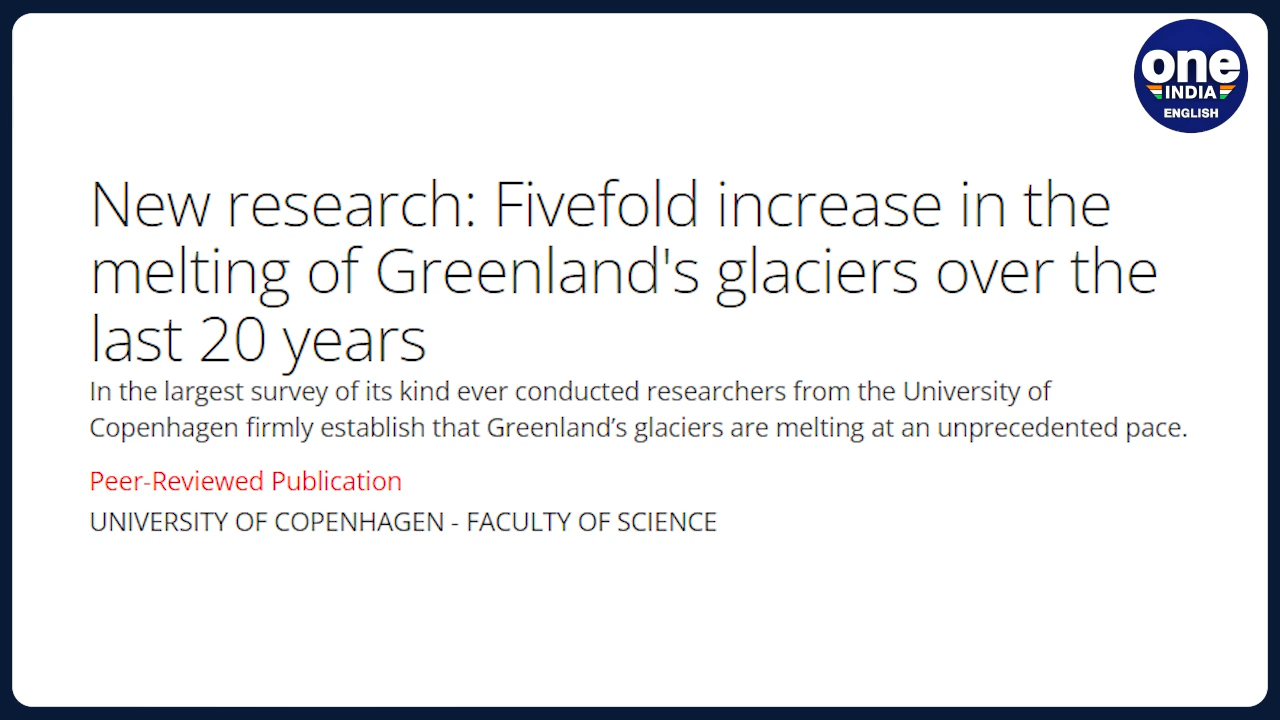 one
INDIA
ENGLISH
New research: Fivefold increase in the
melting of Greenland's glaciers over the
last 20 years
In the largest survey of its kind ever conducted researchers from the University of
Copenhagen firmly establish that Greenland’s glaciers are melting at an unprecedented pace.
Peer-Reviewed Publication
UNIVERSITY OF COPENHAGEN - FACULTY OF SCIENCE